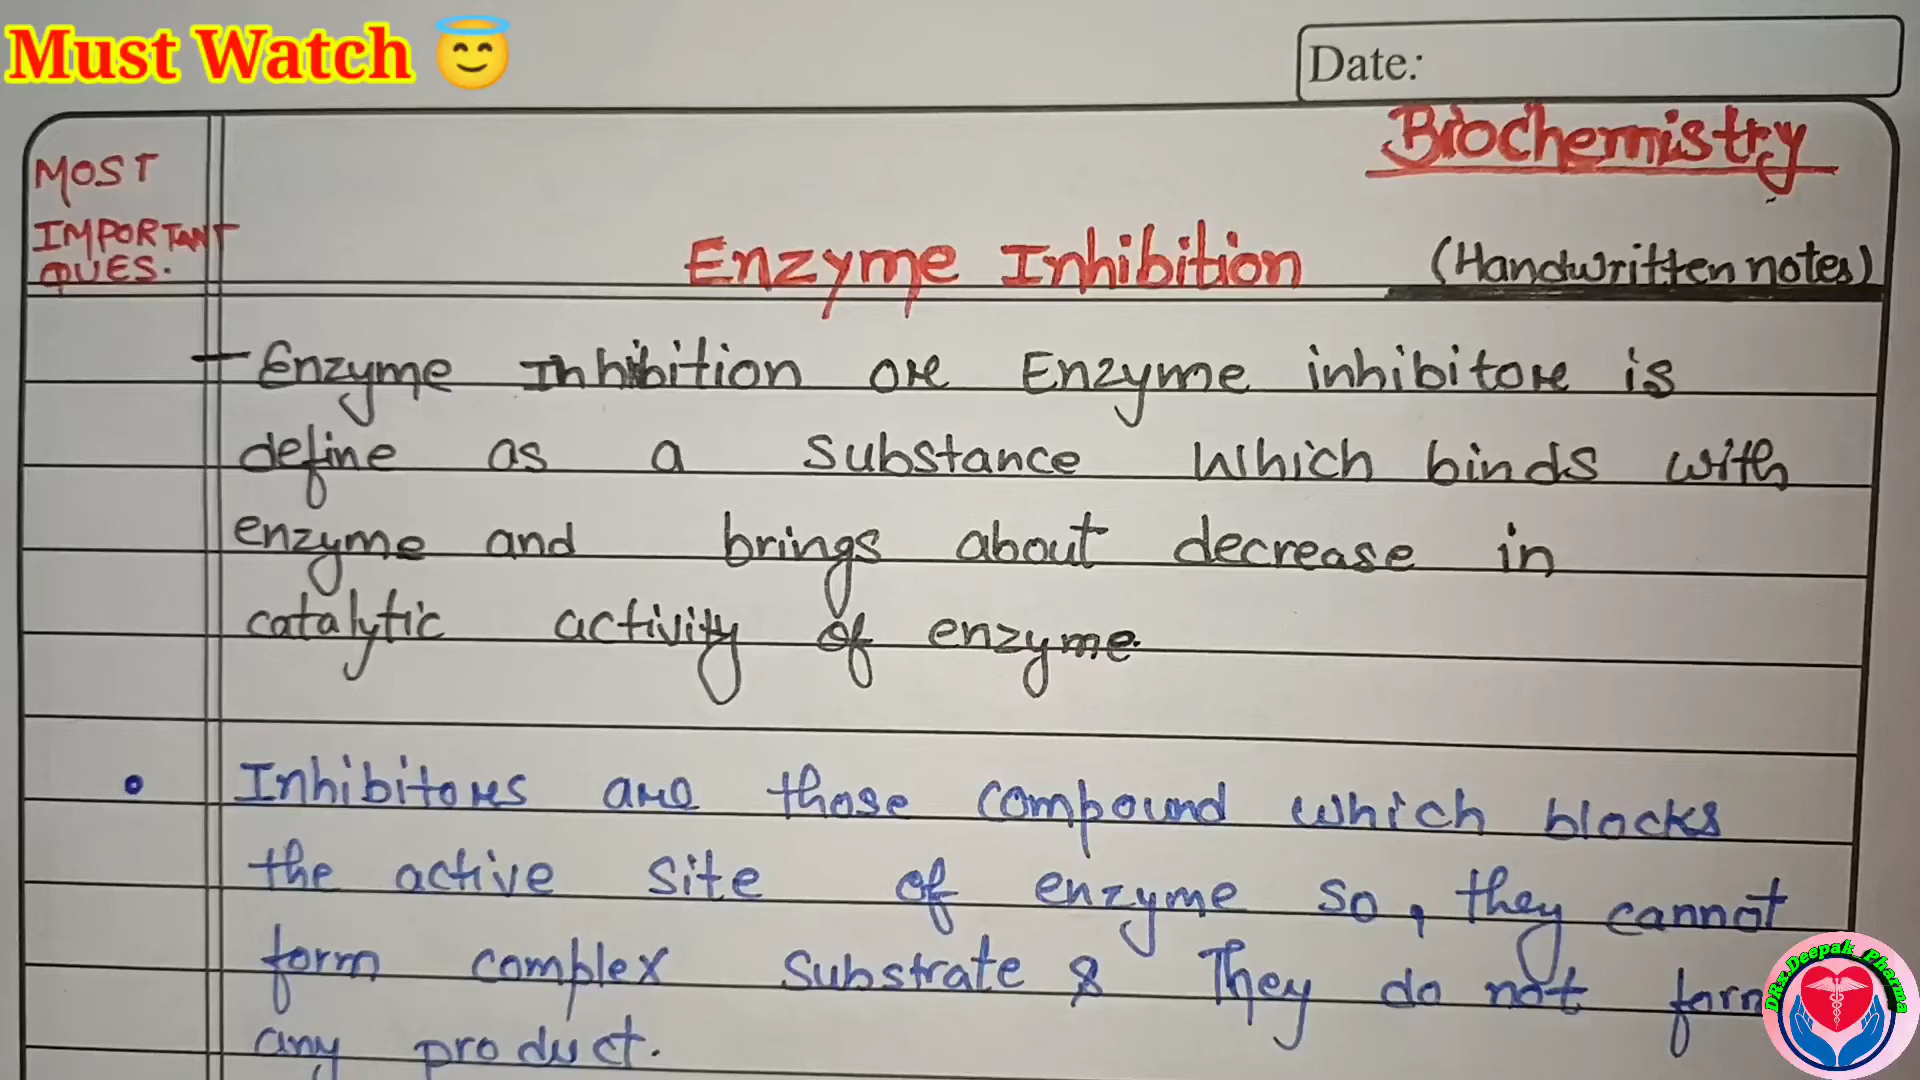 Must Watch 😇
Date:
Biochemistry
MOST
IMPORTANT
QUES.
Enzyme Inhibition (Handwritten notes)
- Enzyme Inhibition or Enzyme inhibitor is
define as a Substance which binds with
enzyme and brings about decrease in
catalytic activity of enzyme.
• Inhibitors are those compound which blocks
the active site of enzyme so, they cannot
form complex substrate & They do not form
any product.
DRx.Deepak_Pharma